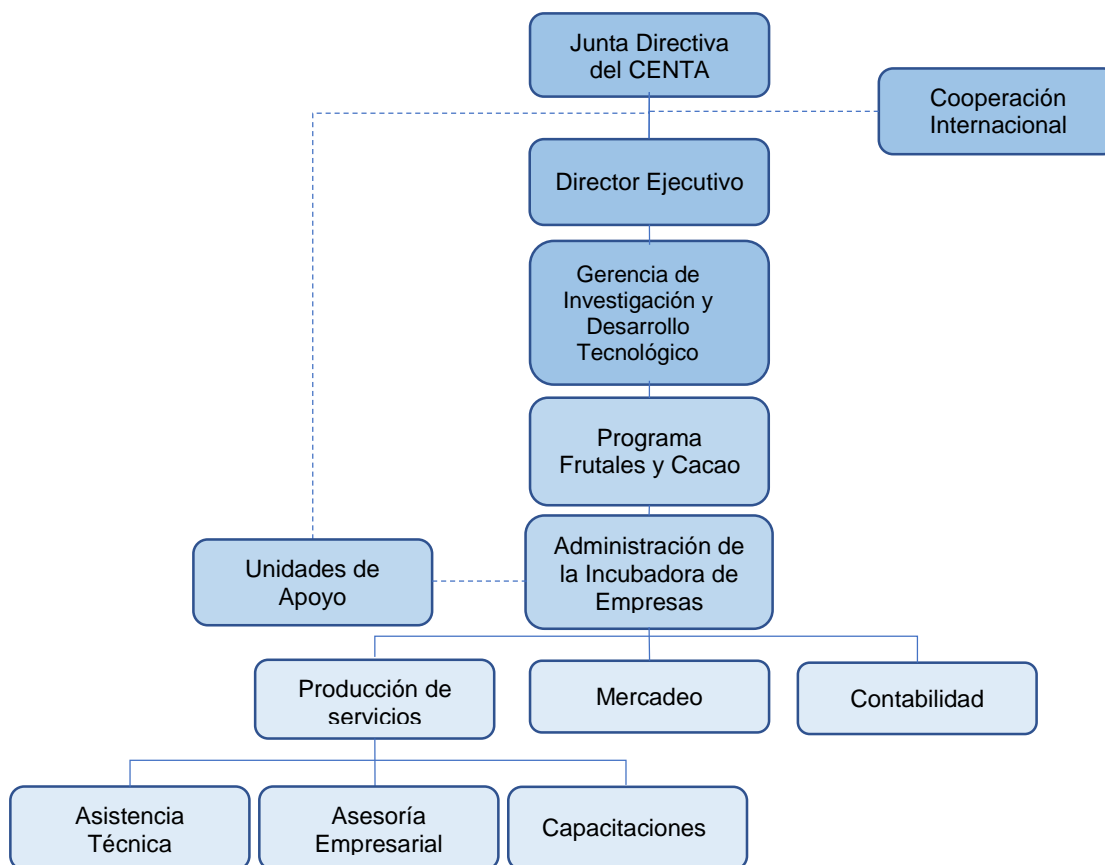 Junta Directiva
del CENTA
Cooperación
Internacional
Director Ejecutivo
Gerencia de
Investigación y
Desarrollo
Tecnológico
Programa
Frutales y Cacao
Unidades de
Apoyo
Administración de
la Incubadora de
Empresas
Producción de
servicios
Mercadeo
Contabilidad
Asistencia
Técnica
Asesoría
Empresarial
Capacitaciones